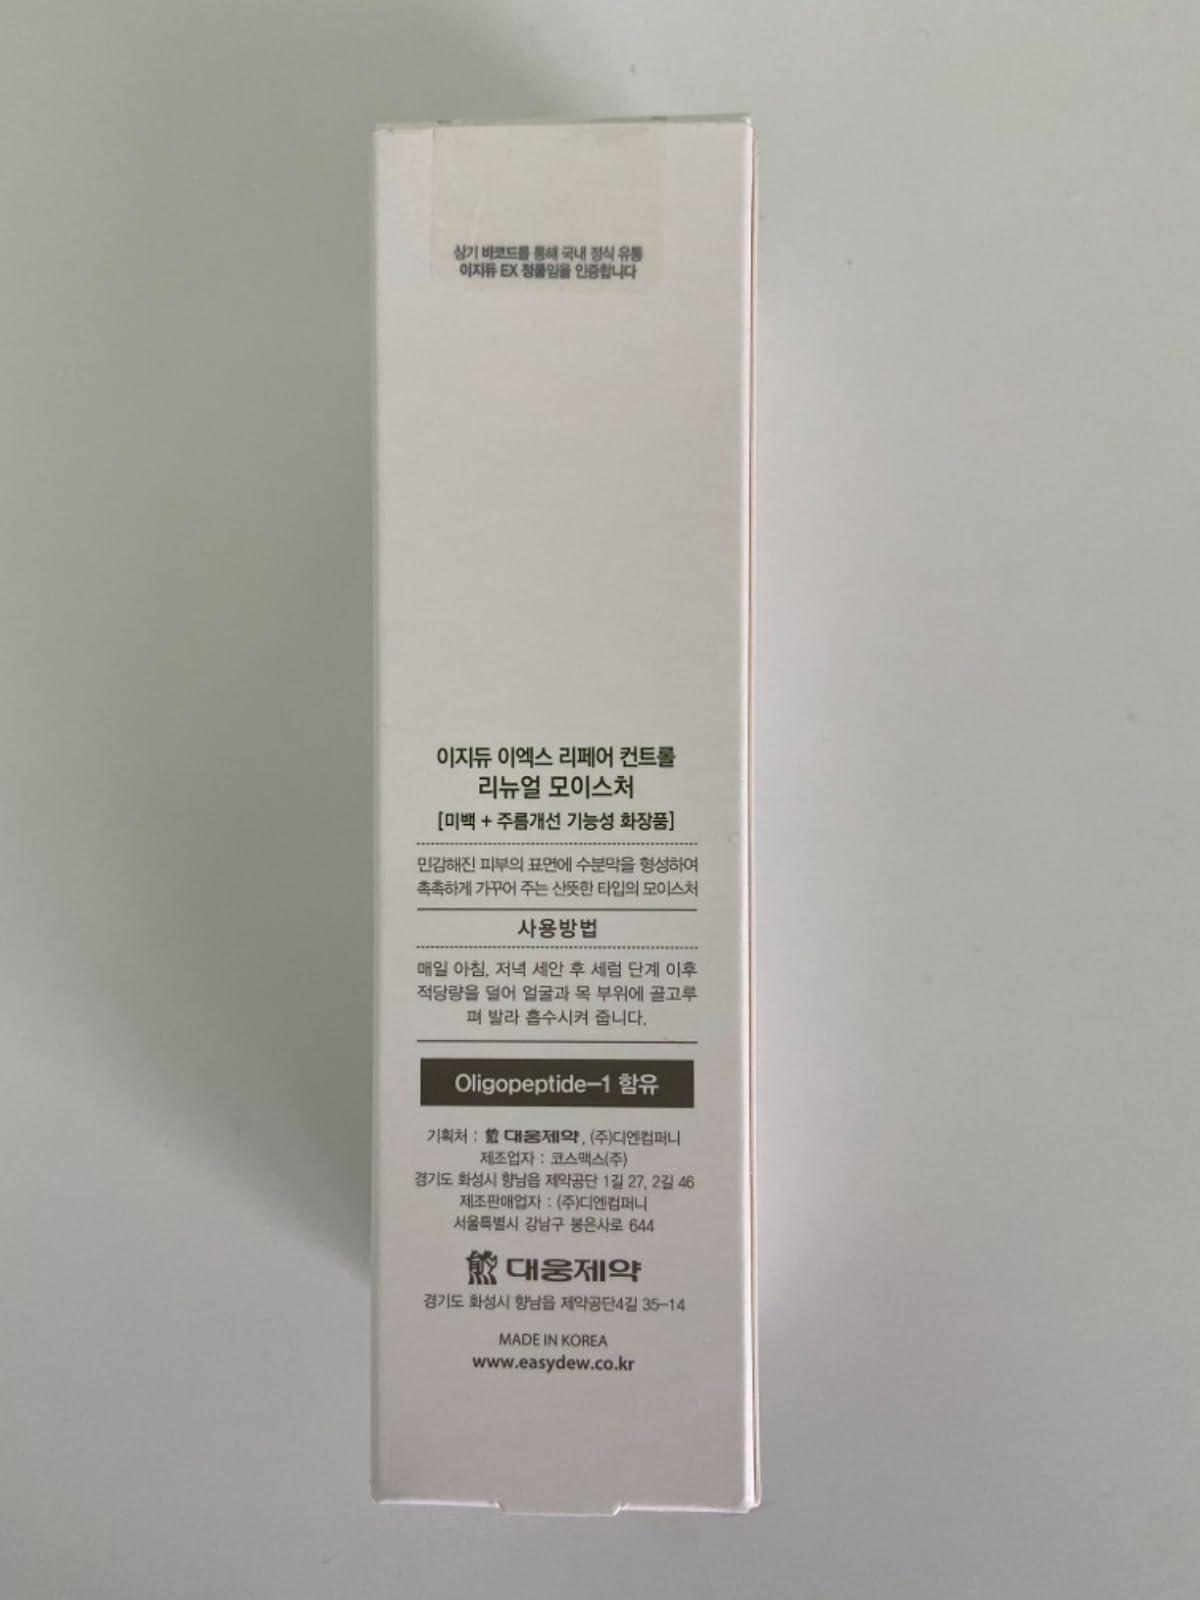 상기 바코드를 통해 국내 정식 유통
이지듀 EX 정품임을 인증합니다
이지듀 이엑스 리페어 컨트롤
리뉴얼 모이스처
[미백 + 주름개선 기능성 화장품]
민감해진 피부의 표면에 수분막을 형성하여
촉촉하게 가꾸어 주는 산뜻한 타입의 모이스처
사용방법
매일 아침, 저녁 세안 후 세럼 단계 이후
적당량을 덜어 얼굴과 목 부위에 골고루
펴 발라 흡수시켜 줍니다.
Oligopeptide-1 함유
기획처 : 대웅제약, (주)디엔컴퍼니
제조업자 : 코스맥스(주)
경기도 화성시 향남읍 제약공단 1길 27, 2길 46
제조판매업자 : (주)디엔컴퍼니
서울특별시 강남구 봉은사로 644
대웅제약
경기도 화성시 향남읍 제약공단4길 35-14
MADE IN KOREA
www.easydew.co.kr